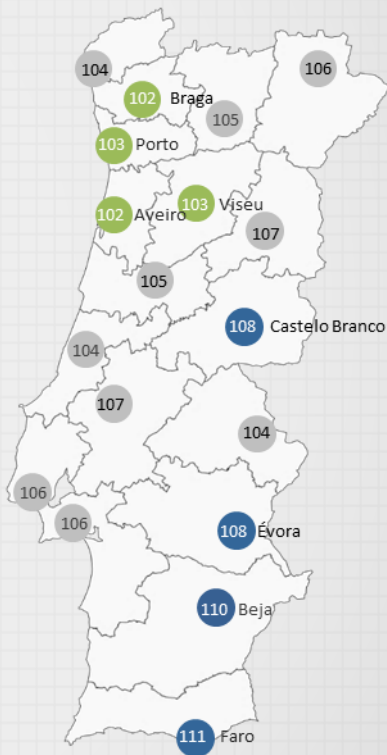 104
106
102 Braga
105
103 Porto
103 Viseu
102 Aveiro
107
105
108 Castelo Branco
104
107
104
106
106
108 Évora
110 Beja
111 Faro